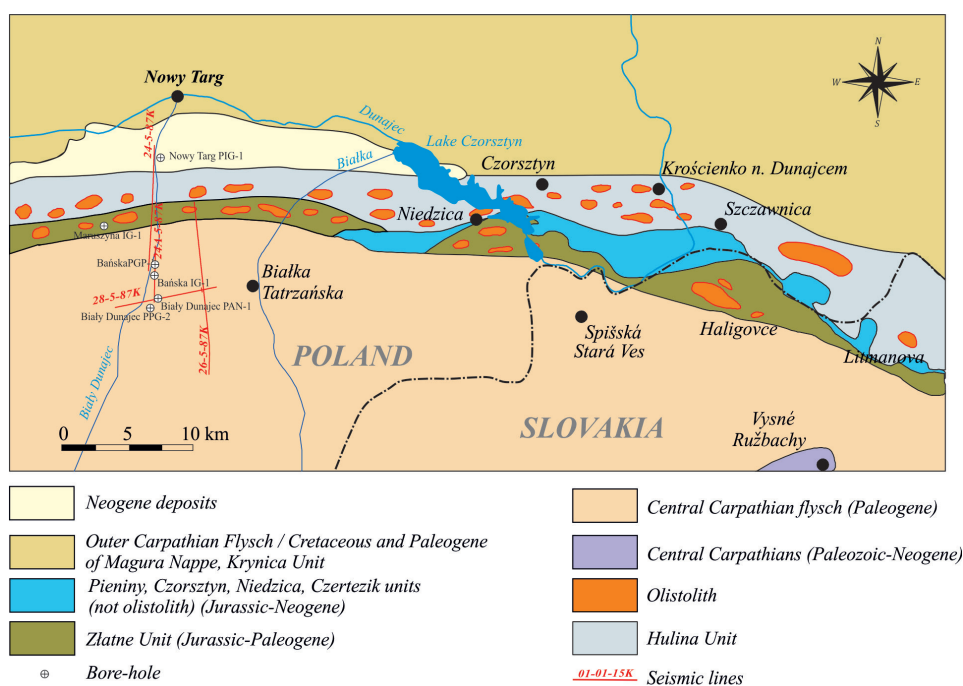 N
W
E
S
Nowy Targ
24-5-87K
Dunajec
Lake Czorsztyn
Nowy Targ PIG-1
Białka
Czorsztyn
Krościenko n. Dunajcem
Niedzica
Szczawnica
Maruszyna IG-1
24A-5-87K
BańskaPGP
Bańska IG-1
28-5-87K
Biały Dunajec PAN-1
Biały Dunajec PPG-2
Białka
Tatrzańska
26-5-87K
Biały Dunajec
Spišská
Stará Ves
Haligovce
Litmanova
POLAND
SLOVAKIA
Vysné
Ružbachy
0 5 10 km
Neogene deposits
Outer Carpathian Flysch / Cretaceous and Paleogene
of Magura Nappe, Krynica Unit
Pieniny, Czorsztyn, Niedzica, Czertezik units
(not olistolith) (Jurassic-Neogene)
Złatne Unit (Jurassic-Paleogene)
Bore-hole
Central Carpathian flysch (Paleogene)
Central Carpathians (Paleozoic-Neogene)
Olistolith
Hulina Unit
01-01-15K Seismic lines